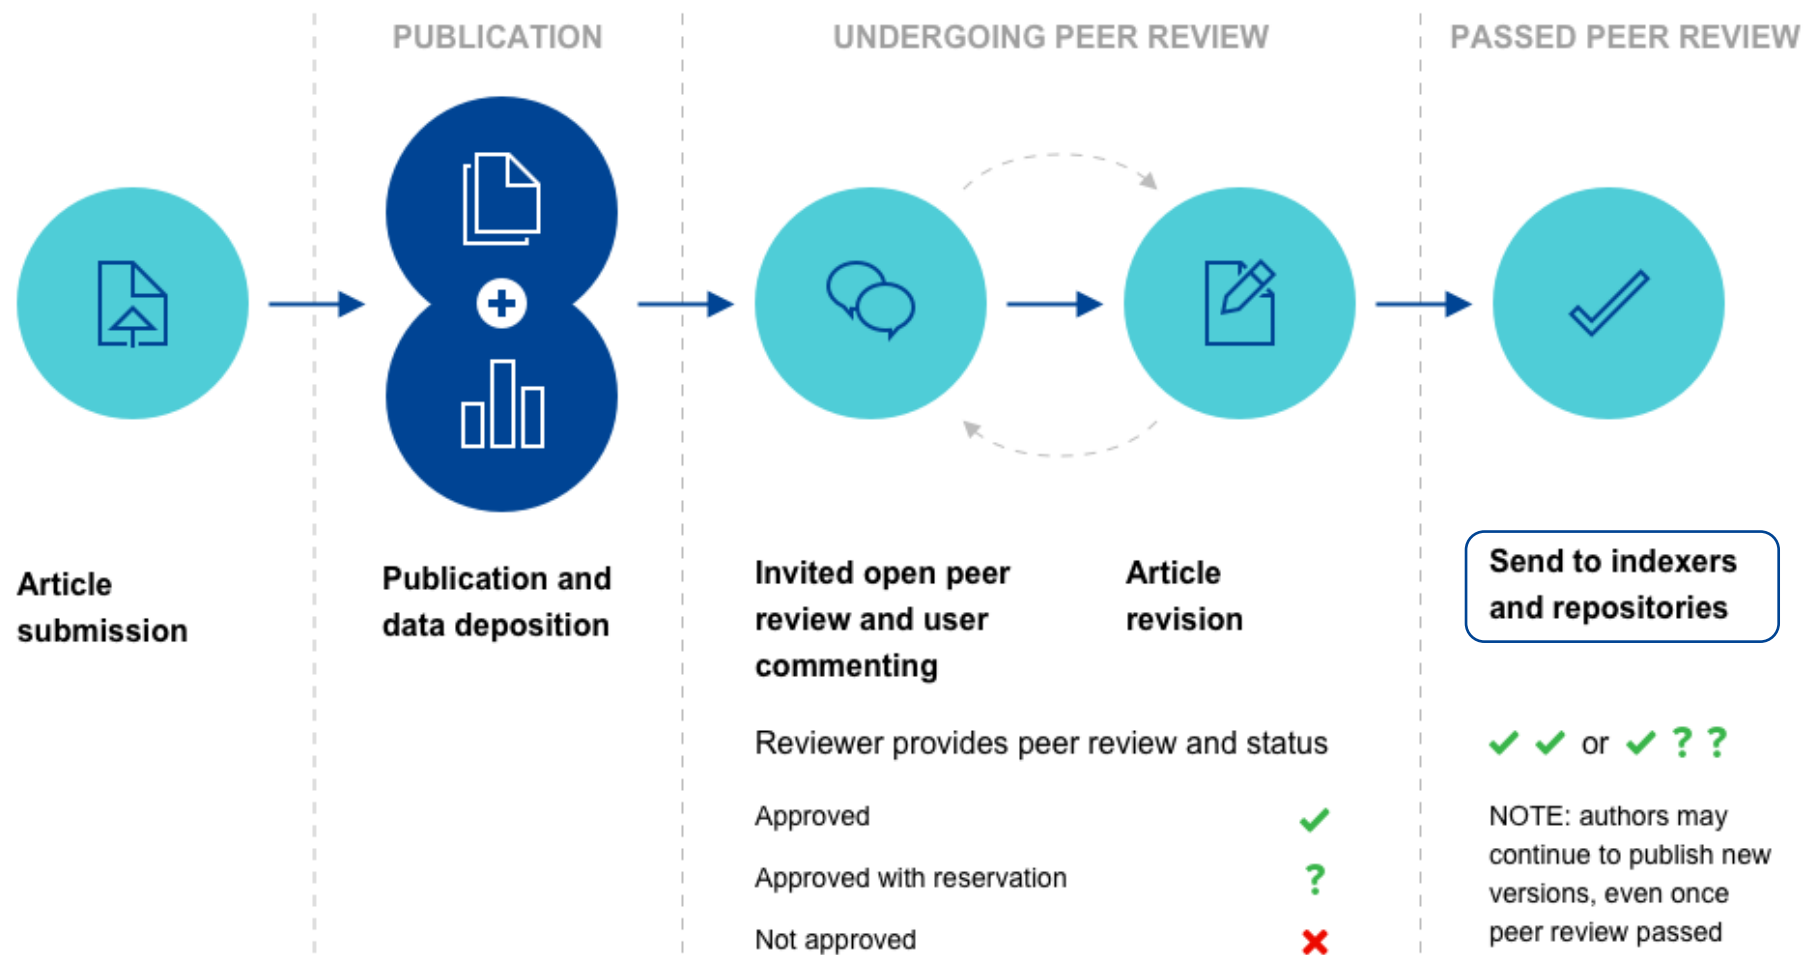 PUBLICATION
UNDERGOING PEER REVIEW
PASSED PEER REVIEW
Article
submission
Publication and
data deposition
Invited open peer
review and user
commenting
Article
revision
Send to indexers
and repositories
Reviewer provides peer review and status
Approved
Approved with reservation
?
Not approved
or
? ?
NOTE: authors may
continue to publish new
versions, even once
peer review passed